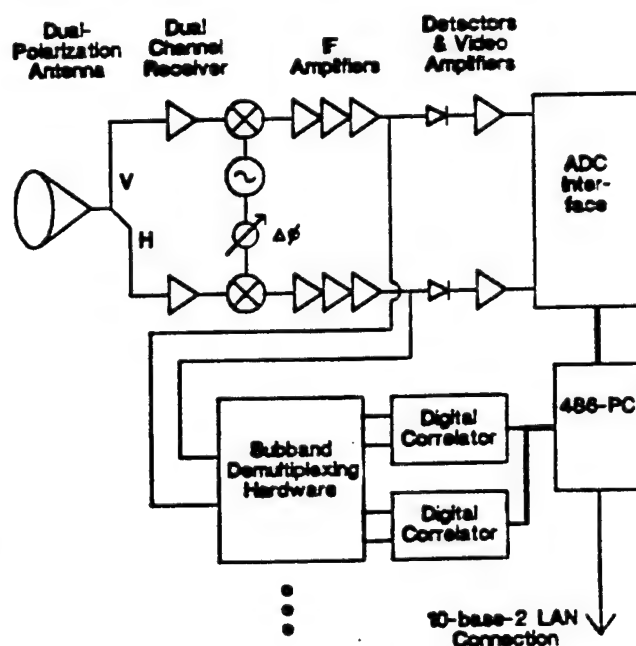 Dual-
Polarization
Antenna
Dual
Channel
Receiver
IF
Amplifiers
Detectors
& Video
Amplifiers
V
H
Δϕ
ADC
Inter-
face
486-PC
Subband
Demultiplexing
Hardware
Digital
Correlator
Digital
Correlator
10-base-2 LAN
Connection